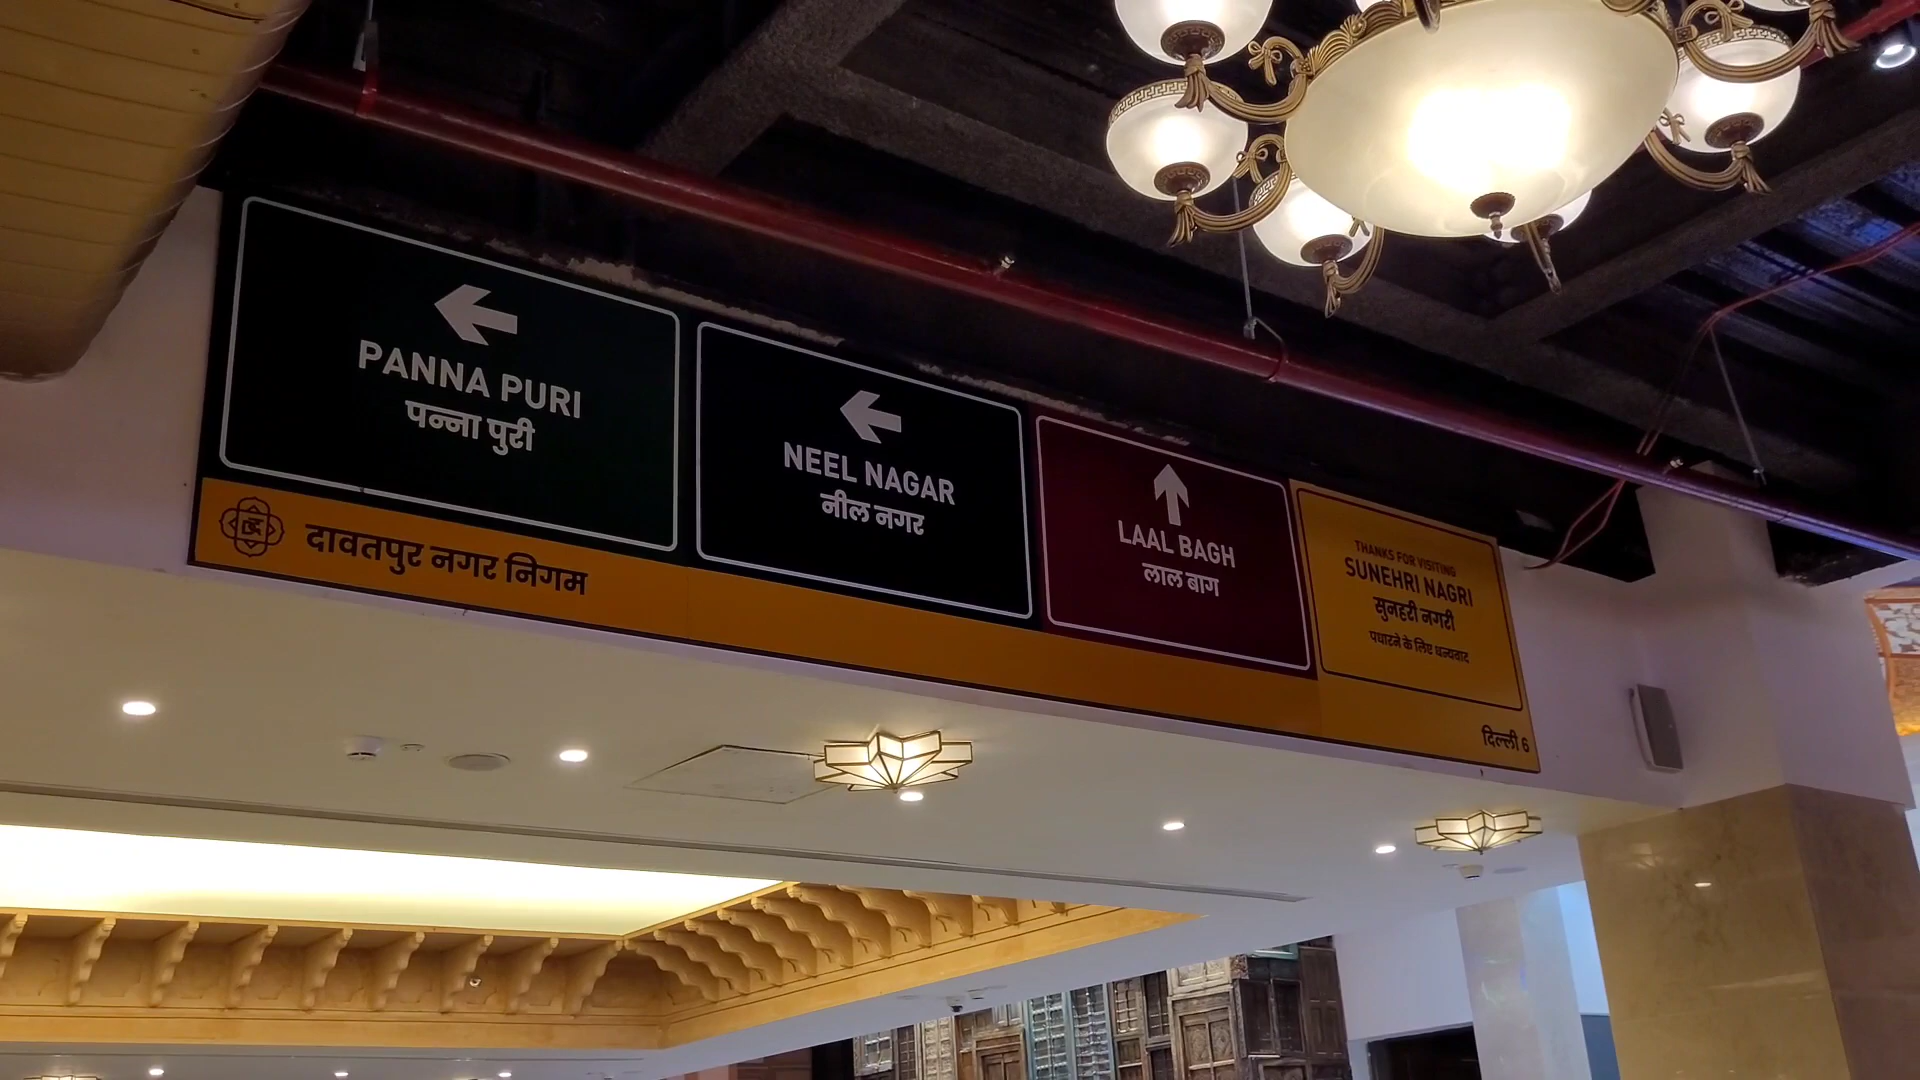 PANNA PURI
पन्ना पुरी
NEEL NAGAR
नील नगर
LAAL BAGH
लाल बाग
THANKS FOR VISITING
SUNEHRI NAGRI
सुनहरी नगरी
पधारने के लिए धन्यवाद
दावतपुर नगर निगम
दिल्ली 6